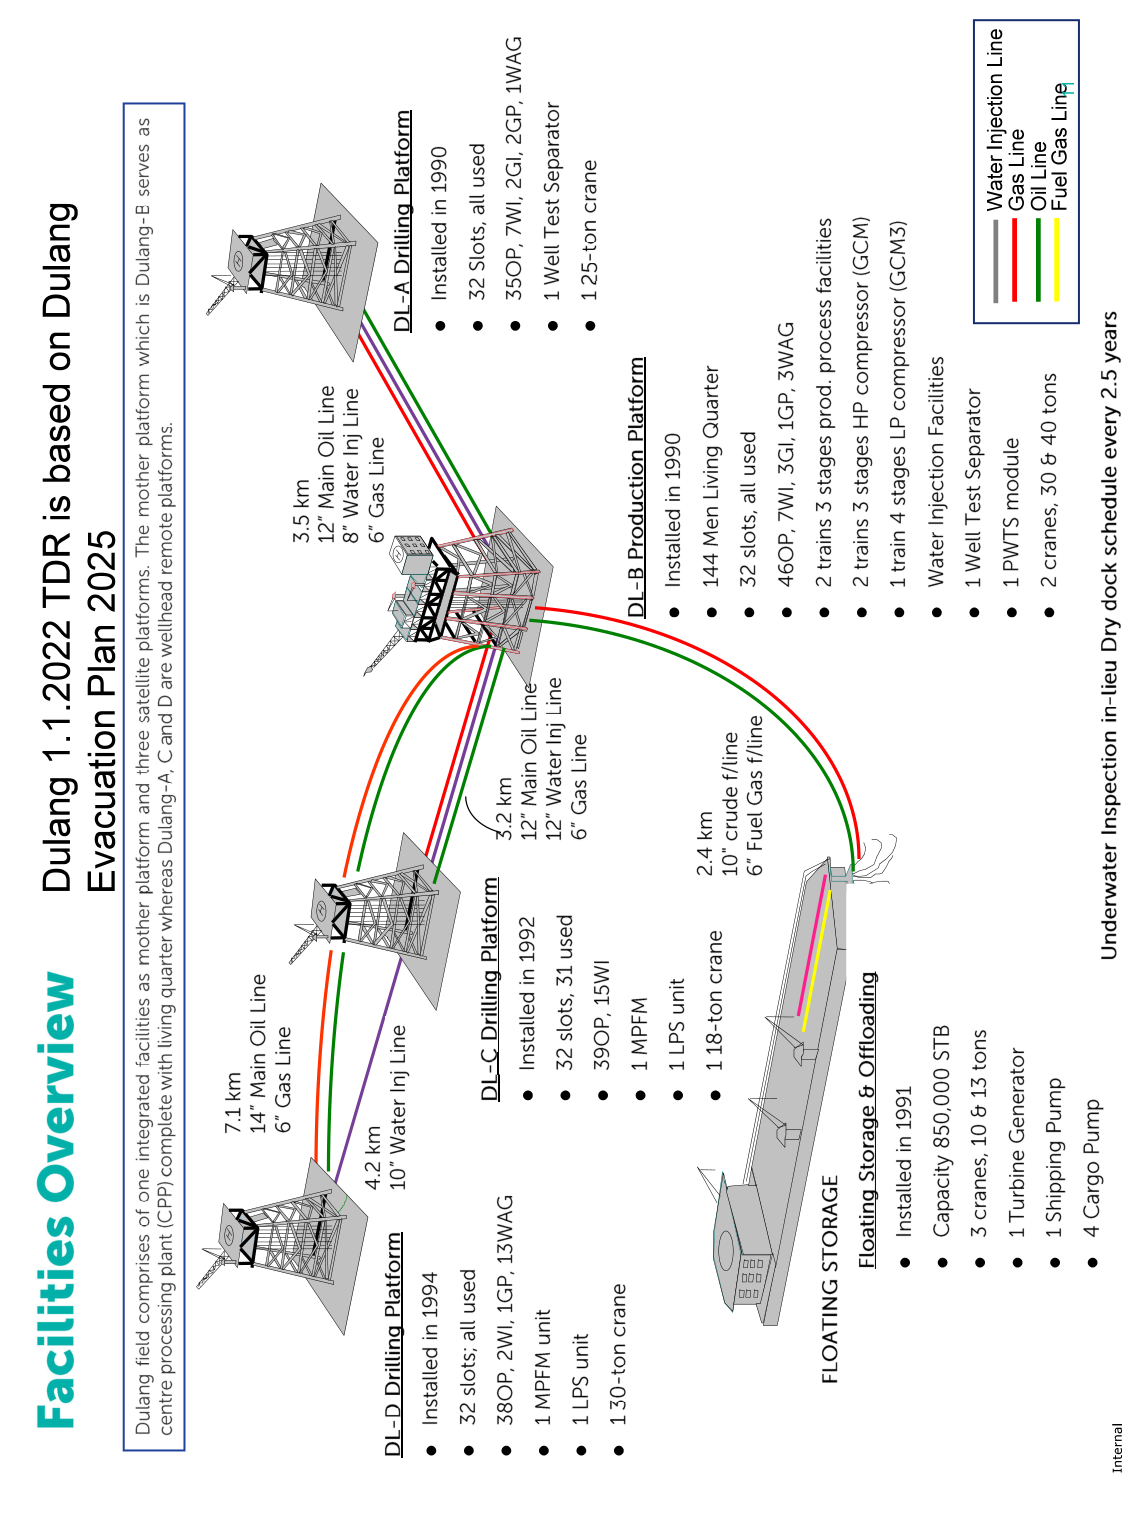 Facilities Overview
Dulang 1.1.2022 TDR is based on Dulang
Evacuation Plan 2025
Dulang field comprises of one integrated facilities as mother platform and three satellite platforms. The mother platform which is Dulang-B serves as
centre processing plant (CPP) complete with living quarter whereas Dulang-A, C and D are wellhead remote platforms.
7.1 km
14” Main Oil Line
6” Gas Line
4.2 km
10” Water Inj Line
3.5 km
12” Main Oil Line
8” Water Inj Line
6” Gas Line
3.2 km
12” Main Oil Line
12” Water Inj Line
6” Gas Line
2.4 km
10" crude f/line
6” Fuel Gas f/line
DL-D Drilling Platform
● Installed in 1994
● 32 slots; all used
● 38OP, 2WI, 1GP, 13WAG
● 1 MPFM unit
● 1 LPS unit
● 1 30-ton crane
DL-C Drilling Platform
● Installed in 1992
● 32 slots, 31 used
● 39OP, 15WI
● 1 MPFM
● 1 LPS unit
● 1 18-ton crane
DL-B Production Platform
● Installed in 1990
● 144 Men Living Quarter
● 32 slots, all used
● 46OP, 7WI, 3GI, 1GP, 3WAG
● 2 trains 3 stages prod. process facilities
● 2 trains 3 stages HP compressor (GCM)
● 1 train 4 stages LP compressor (GCM3)
● Water Injection Facilities
● 1 Well Test Separator
● 1 PWTS module
● 2 cranes, 30 & 40 tons
DL-A Drilling Platform
● Installed in 1990
● 32 Slots, all used
● 35OP, 7WI, 2GI, 2GP, 1WAG
● 1 Well Test Separator
● 1 25-ton crane
FLOATING STORAGE
Floating Storage & Offloading
● Installed in 1991
● Capacity 850,000 STB
● 3 cranes, 10 & 13 tons
● 1 Turbine Generator
● 1 Shipping Pump
● 4 Cargo Pump
Water Injection Line
Gas Line
Oil Line
Fuel Gas Line
11
Underwater Inspection in-lieu Dry dock schedule every 2.5 years
Internal